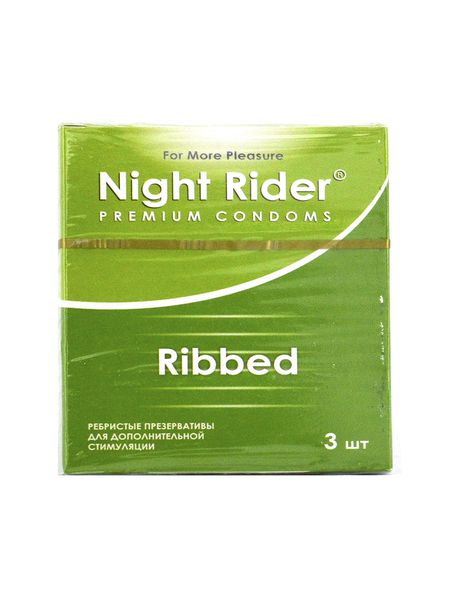 For More Pleasure
Night Rider®
PREMIUM CONDOMS
Ribbed
РЕБРИСТЫЕ ПРЕЗЕРВАТИВЫ
ДЛЯ ДОПОЛНИТЕЛЬНОЙ
СТИМУЛЯЦИИ
3 шт